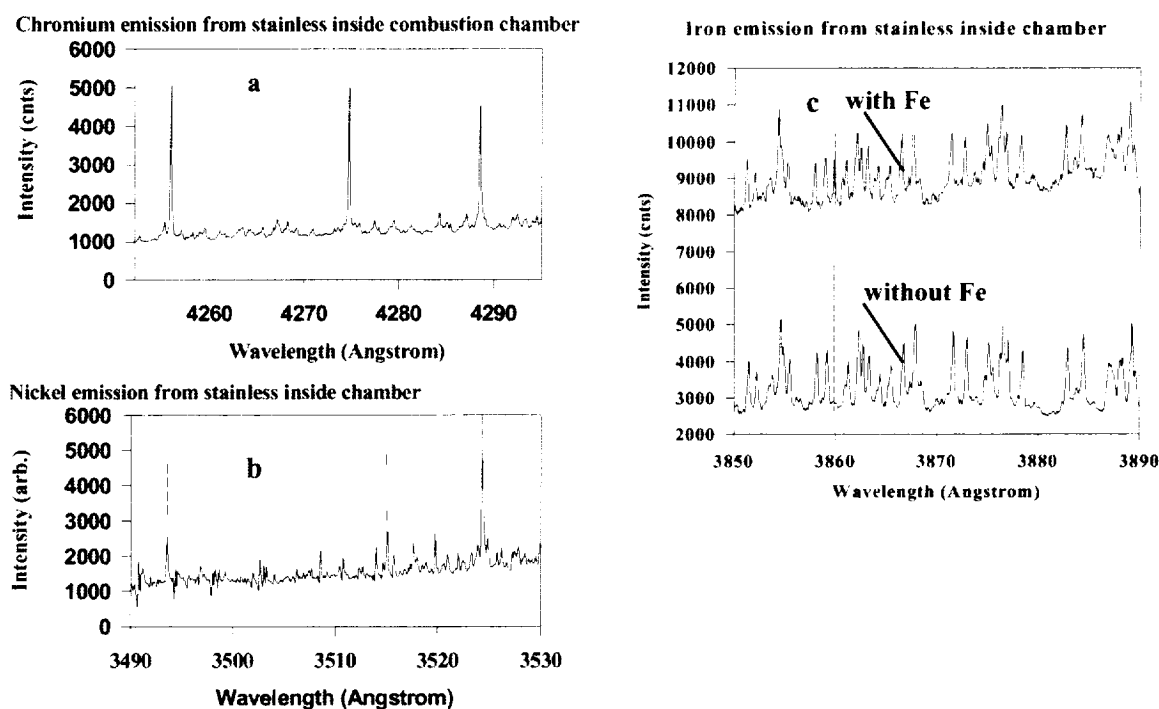 Chromium emission from stainless inside combustion chamber
6000
5000
4000
3000
2000
1000
0
Intensity (cnts)
a
4260 4270 4280 4290
Wavelength (Angstrom)
Nickel emission from stainless inside chamber
6000
5000
4000
3000
2000
1000
0
Intensity (arb.)
b
3490 3500 3510 3520 3530
Wavelength (Angstrom)
Iron emission from stainless inside chamber
12000
11000
10000
9000
8000
7000
6000
5000
4000
3000
2000
Intensity (cnts)
c with Fe
without Fe
3850 3860 3870 3880 3890
Wavelength (Angstrom)